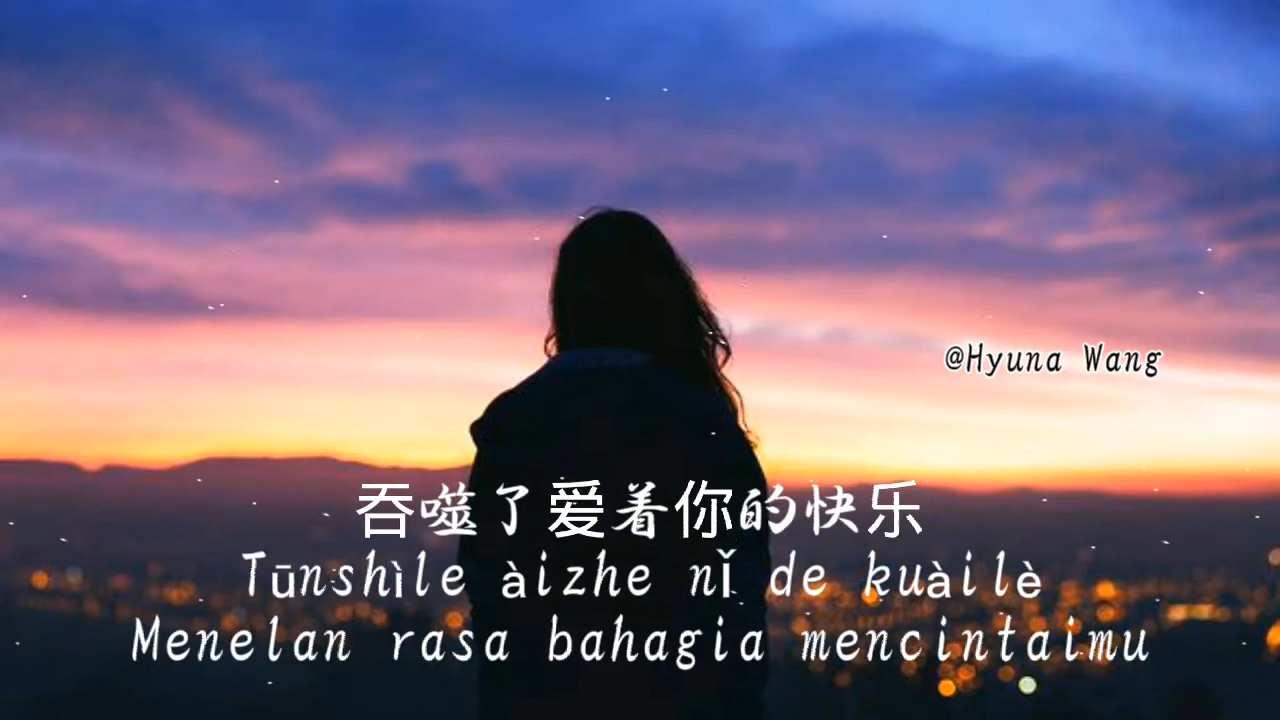 @Hyuna Wang
吞噬了爱着你的快乐
Tūnshìle àizhe nǐ de kuàilè
Menelan rasa bahagia mencintaimu